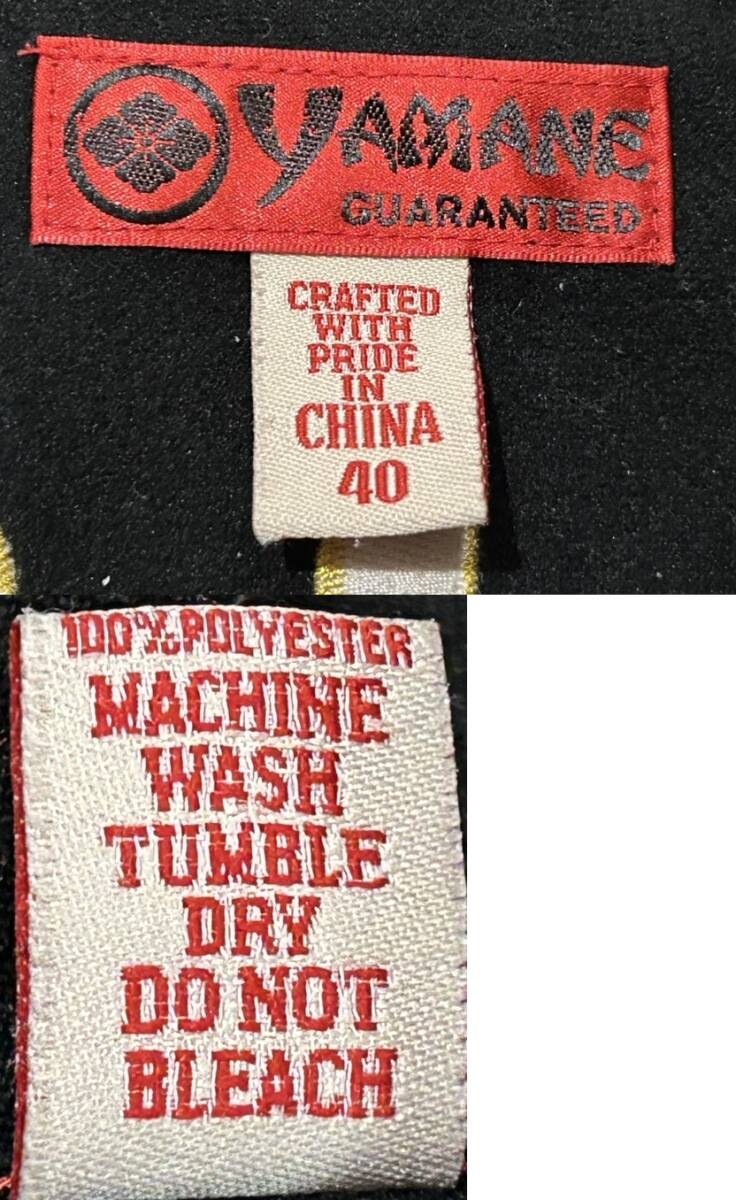 YAMANE
GUARANTEED
CRAFTED
WITH
PRIDE
IN
CHINA
40
100% POLYESTER
MACHINE
WASH
TUMBLE
DRY
DO NOT
BLEACH